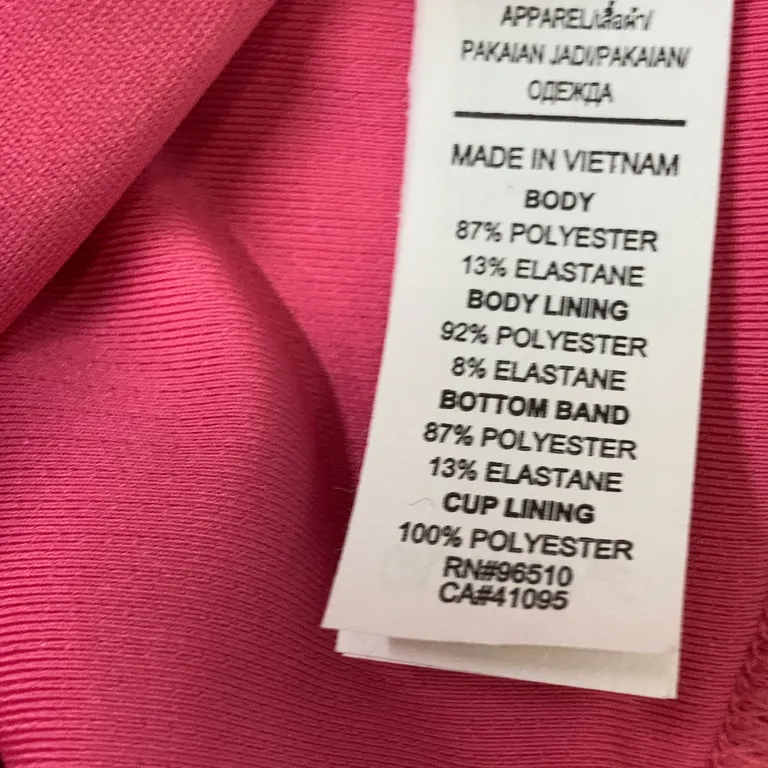 APPAREL/เสื้อผ้า/
PAKAIAN JADI/PAKAIAN/
ОДЕЖДА
MADE IN VIETNAM
BODY
87% POLYESTER
13% ELASTANE
BODY LINING
92% POLYESTER
8% ELASTANE
BOTTOM BAND
87% POLYESTER
13% ELASTANE
CUP LINING
100% POLYESTER
RN#96510
CA#41095